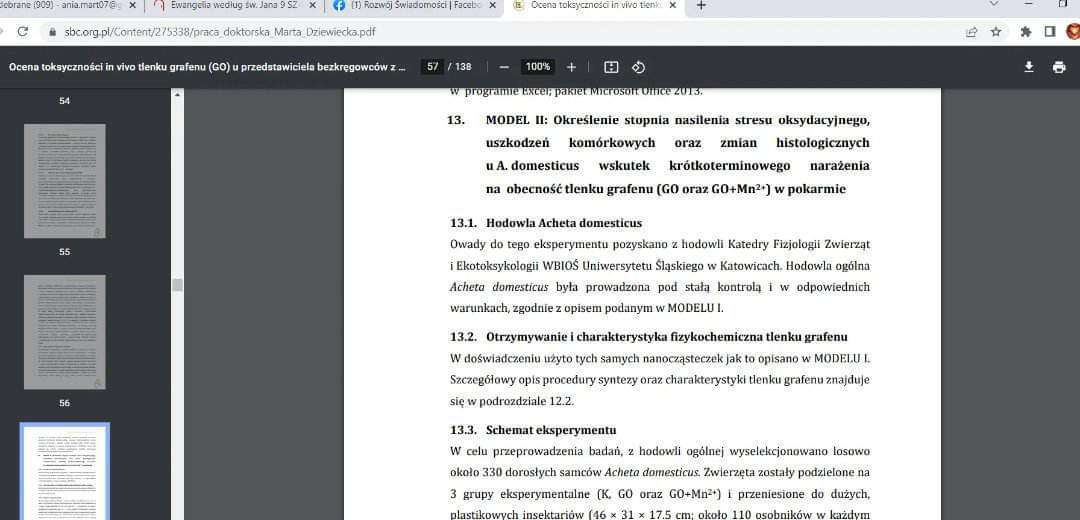 debrane (909) - ania.mart07@g
Ewangelia według św. Jana 9 SZ
(1) Rozwój Świadomości | Facebo
Ocena toksyczności in vivo tlenk
sbc.org.pl/Content/275338/praca_doktorska_Marta_Dziewiecka.pdf
Ocena toksyczności in vivo tlenku grafenu (GO) u przedstawiciela bezkręgowców z ...
57 / 138
100%
54
55
56
w programie Excel; pakiet Microsoft Office 2013.
13. MODEL II: Określenie stopnia nasilenia stresu oksydacyjnego,
uszkodzeń komórkowych oraz zmian histologicznych
u A. domesticus wskutek krótkoterminowego narażenia
na obecność tlenku grafenu (GO oraz GO+Mn²⁺) w pokarmie
13.1. Hodowla Acheta domesticus
Owady do tego eksperymentu pozyskano z hodowli Katedry Fizjologii Zwierząt
i Ekotoksykologii WBIOŚ Uniwersytetu Śląskiego w Katowicach. Hodowla ogólna
Acheta domesticus była prowadzona pod stałą kontrolą i w odpowiednich
warunkach, zgodnie z opisem podanym w MODELU I.
13.2. Otrzymywanie i charakterystyka fizykochemiczna tlenku grafenu
W doświadczeniu użyto tych samych nanocząsteczek jak to opisano w MODELU I.
Szczegółowy opis procedury syntezy oraz charakterystyki tlenku grafenu znajduje
się w podrozdziale 12.2.
13.3. Schemat eksperymentu
W celu przeprowadzenia badań, z hodowli ogólnej wyselekcjonowano losowo
około 330 dorosłych samców Acheta domesticus. Zwierzęta zostały podzielone na
3 grupy eksperymentalne (K, GO oraz GO+Mn²⁺) i przeniesione do dużych,
plastikowych insektariów (46 × 31 × 17.5 cm; około 110 osobników w każdym